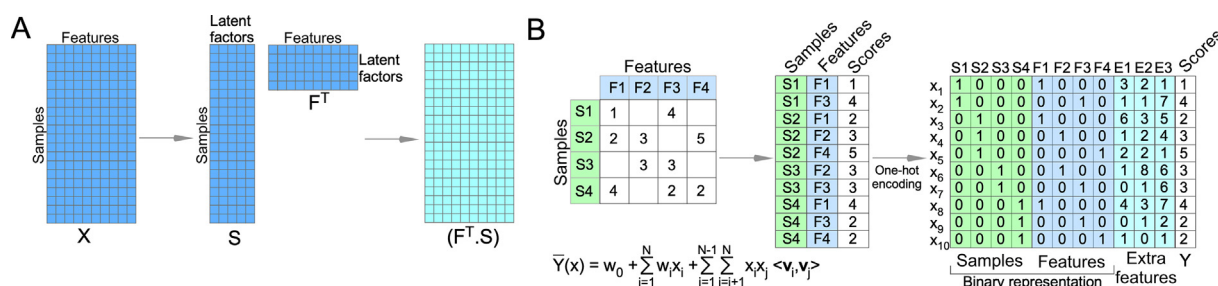 A
Features
Samples
X
Latent
factors
Samples
S
Features
Latent
factors
F^T
(F^T.S)
B
Features
F1 F2 F3 F4
Samples
S1 1 4
S2 2 3 5
S3 3 3
S4 4 2 2
Samples Features Scores
S1 F1 1
S1 F3 4
S2 F1 2
S2 F2 3
S2 F4 5
S3 F2 3
S3 F3 3
S4 F1 4
S4 F3 2
S4 F4 2
One-hot
encoding
Scores
S1 S2 S3 S4 F1 F2 F3 F4 E1 E2 E3
x1 1 0 0 0 1 0 0 0 3 2 1 1
x2 1 0 0 0 0 0 1 0 1 1 7 4
x3 0 1 0 0 1 0 0 0 6 3 5 2
x4 0 1 0 0 0 1 0 0 1 2 4 3
x5 0 1 0 0 0 0 0 1 2 2 1 5
x6 0 0 1 0 0 1 0 0 1 8 6 3
x7 0 0 1 0 0 0 1 0 0 1 6 3
x8 0 0 0 1 1 0 0 0 4 3 7 4
x9 0 0 0 1 0 0 1 0 0 1 2 2
x10 0 0 0 1 0 0 0 1 1 0 1 2
Samples Features Extra features Y
Binary representation
Y̅(x) = w0 + N∑i=1 wixi + N-1∑i=1 N∑i=i+1 xixj <vi,vj>